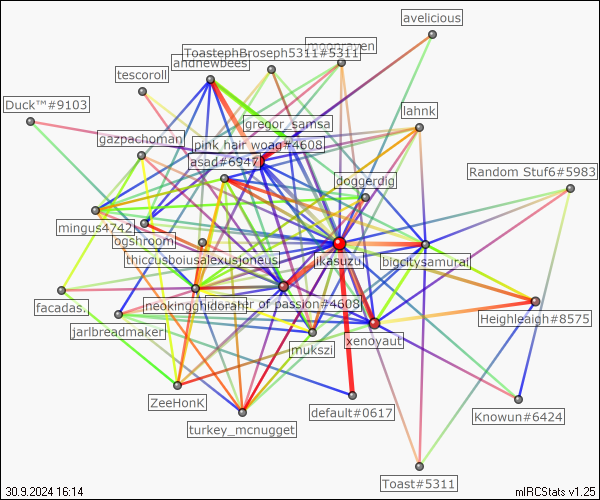 avelicious
ToastephBroseph5311#5311
moonraven
andnewbees
tescoroll
Duck™#9103
lahnk
gregor_samsa
gazpachoman
pink hair woag#4608
asad#6947
Random Stuf6#5983
doggerdig
mingus4742
ogshroom
thiccusboiusalexusjoneus
ikasuzu
bigcitysamurai
facadas.
neokingghidorah
of passion#4608
Heighleaigh#8575
jarlbreadmaker
xenoyaut
mukszi
ZeeHonK
default#0617
Knowun#6424
turkey_mcnugget
Toast#5311
30.9.2024 16:14
mIRCStats v1.25